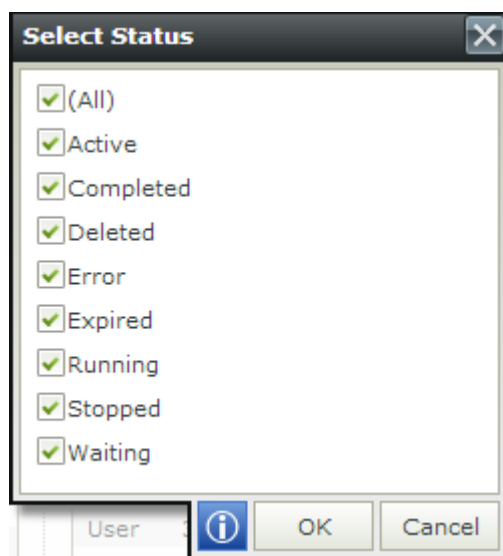 Select Status
(All)
Active
Completed
Deleted
Error
Expired
Running
Stopped
Waiting
User
OK
Cancel